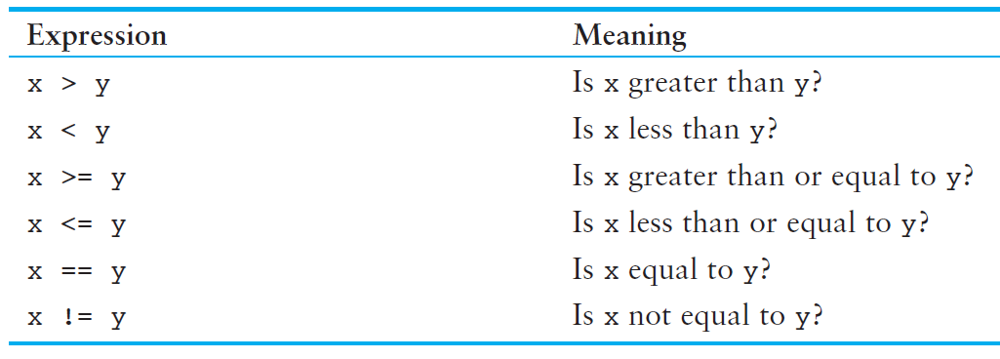 Expression Meaning
x > y Is x greater than y?
x < y Is x less than y?
x >= y Is x greater than or equal to y?
x <= y Is x less than or equal to y?
x == y Is x equal to y?
x != y Is x not equal to y?